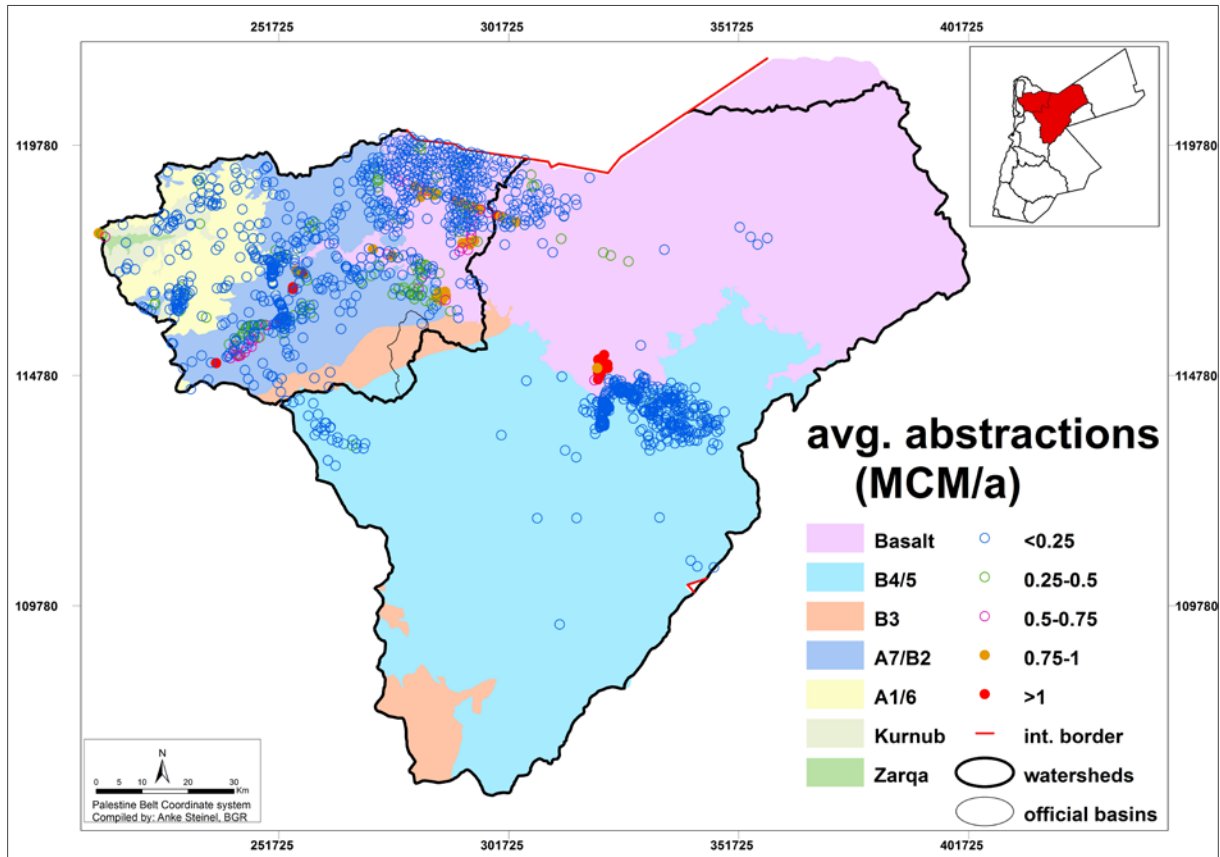 251725 301725 351725 401725
119780 119780
114780 114780
109780 109780
avg. abstractions
(MCM/a)
Basalt <0.25
B4/5 0.25-0.5
B3 0.5-0.75
A7/B2 0.75-1
A1/6 >1
Kurnub int. border
Zarqa watersheds
official basins
N
0 5 10 20 30
Km
Palestine Belt Coordinate system
Compiled by: Anke Steinel, BGR
251725 301725 351725 401725